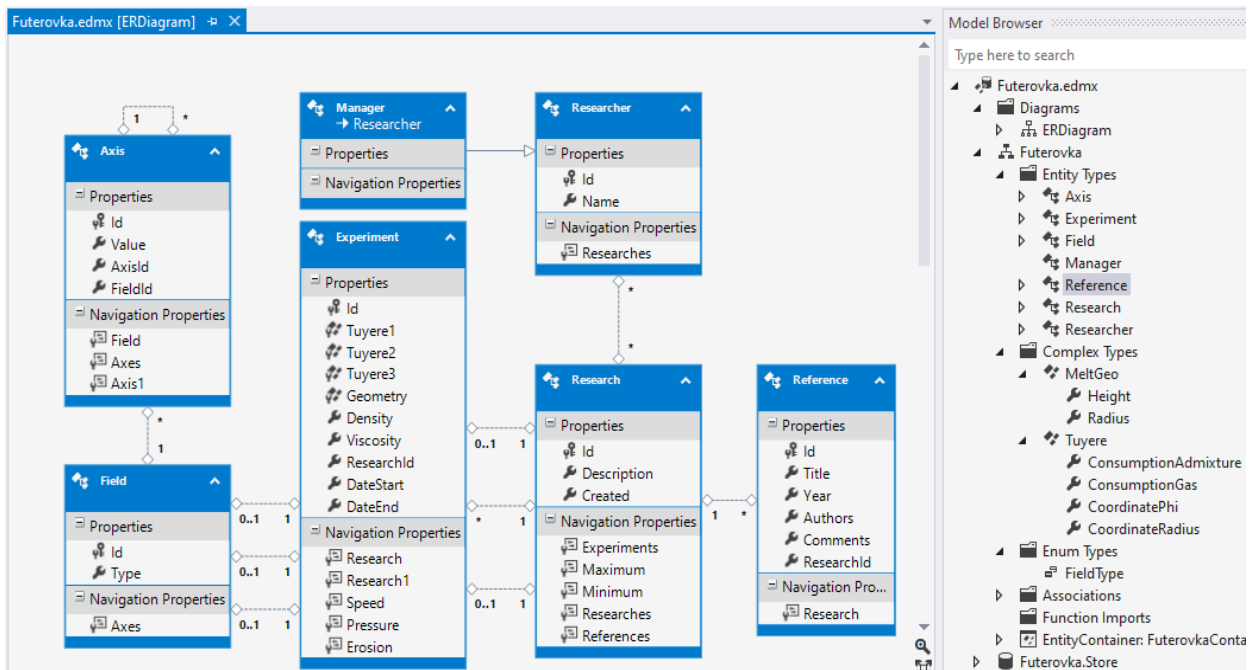 Futerovka.edmx [ERDiagram]
1
*
Axis
Properties
Id
Value
AxisId
FieldId
Navigation Properties
Field
Axes
Axis1
*
1
Field
Properties
Id
Type
Navigation Properties
Axes
0..1 1
0..1 1
0..1 1
Manager
Researcher
Properties
Navigation Properties
Experiment
Properties
Id
Tuyere1
Tuyere2
Tuyere3
Geometry
Density
Viscosity
ResearchId
DateStart
DateEnd
Navigation Properties
Research
Research1
Speed
Pressure
Erosion
0..1 1
* 1
0..1 1
Researcher
Properties
Id
Name
Navigation Properties
Researches
*
*
Research
Properties
Id
Description
Created
Navigation Properties
Experiments
Maximum
Minimum
Researches
References
1 *
Reference
Properties
Id
Title
Year
Authors
Comments
ResearchId
Navigation Pro...
Research
Model Browser
Type here to search
Futerovka.edmx
Diagrams
ERDiagram
Futerovka
Entity Types
Axis
Experiment
Field
Manager
Reference
Research
Researcher
Complex Types
MeltGeo
Height
Radius
Tuyere
ConsumptionAdmixture
ConsumptionGas
CoordinatePhi
CoordinateRadius
Enum Types
FieldType
Associations
Function Imports
EntityContainer: FuterovkaConta
Futerovka.Store